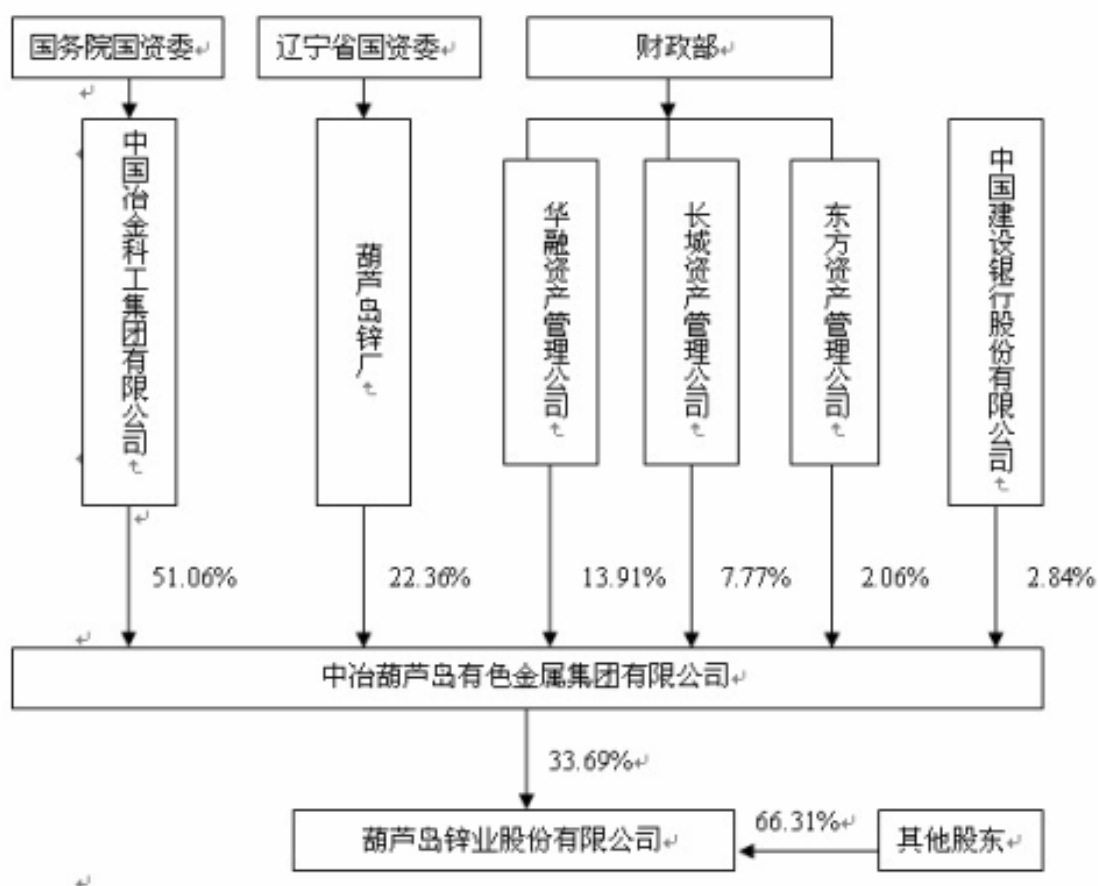 国务院国资委
辽宁省国资委
财政部
中国冶金科工集团有限公司
葫芦岛锌厂
华融资产管理公司
长城资产管理公司
东方资产管理公司
中国建设银行股份有限公司
51.06%
22.36%
13.91%
7.77%
2.06%
2.84%
中冶葫芦岛有色金属集团有限公司
33.69%
葫芦岛锌业股份有限公司
66.31%
其他股东